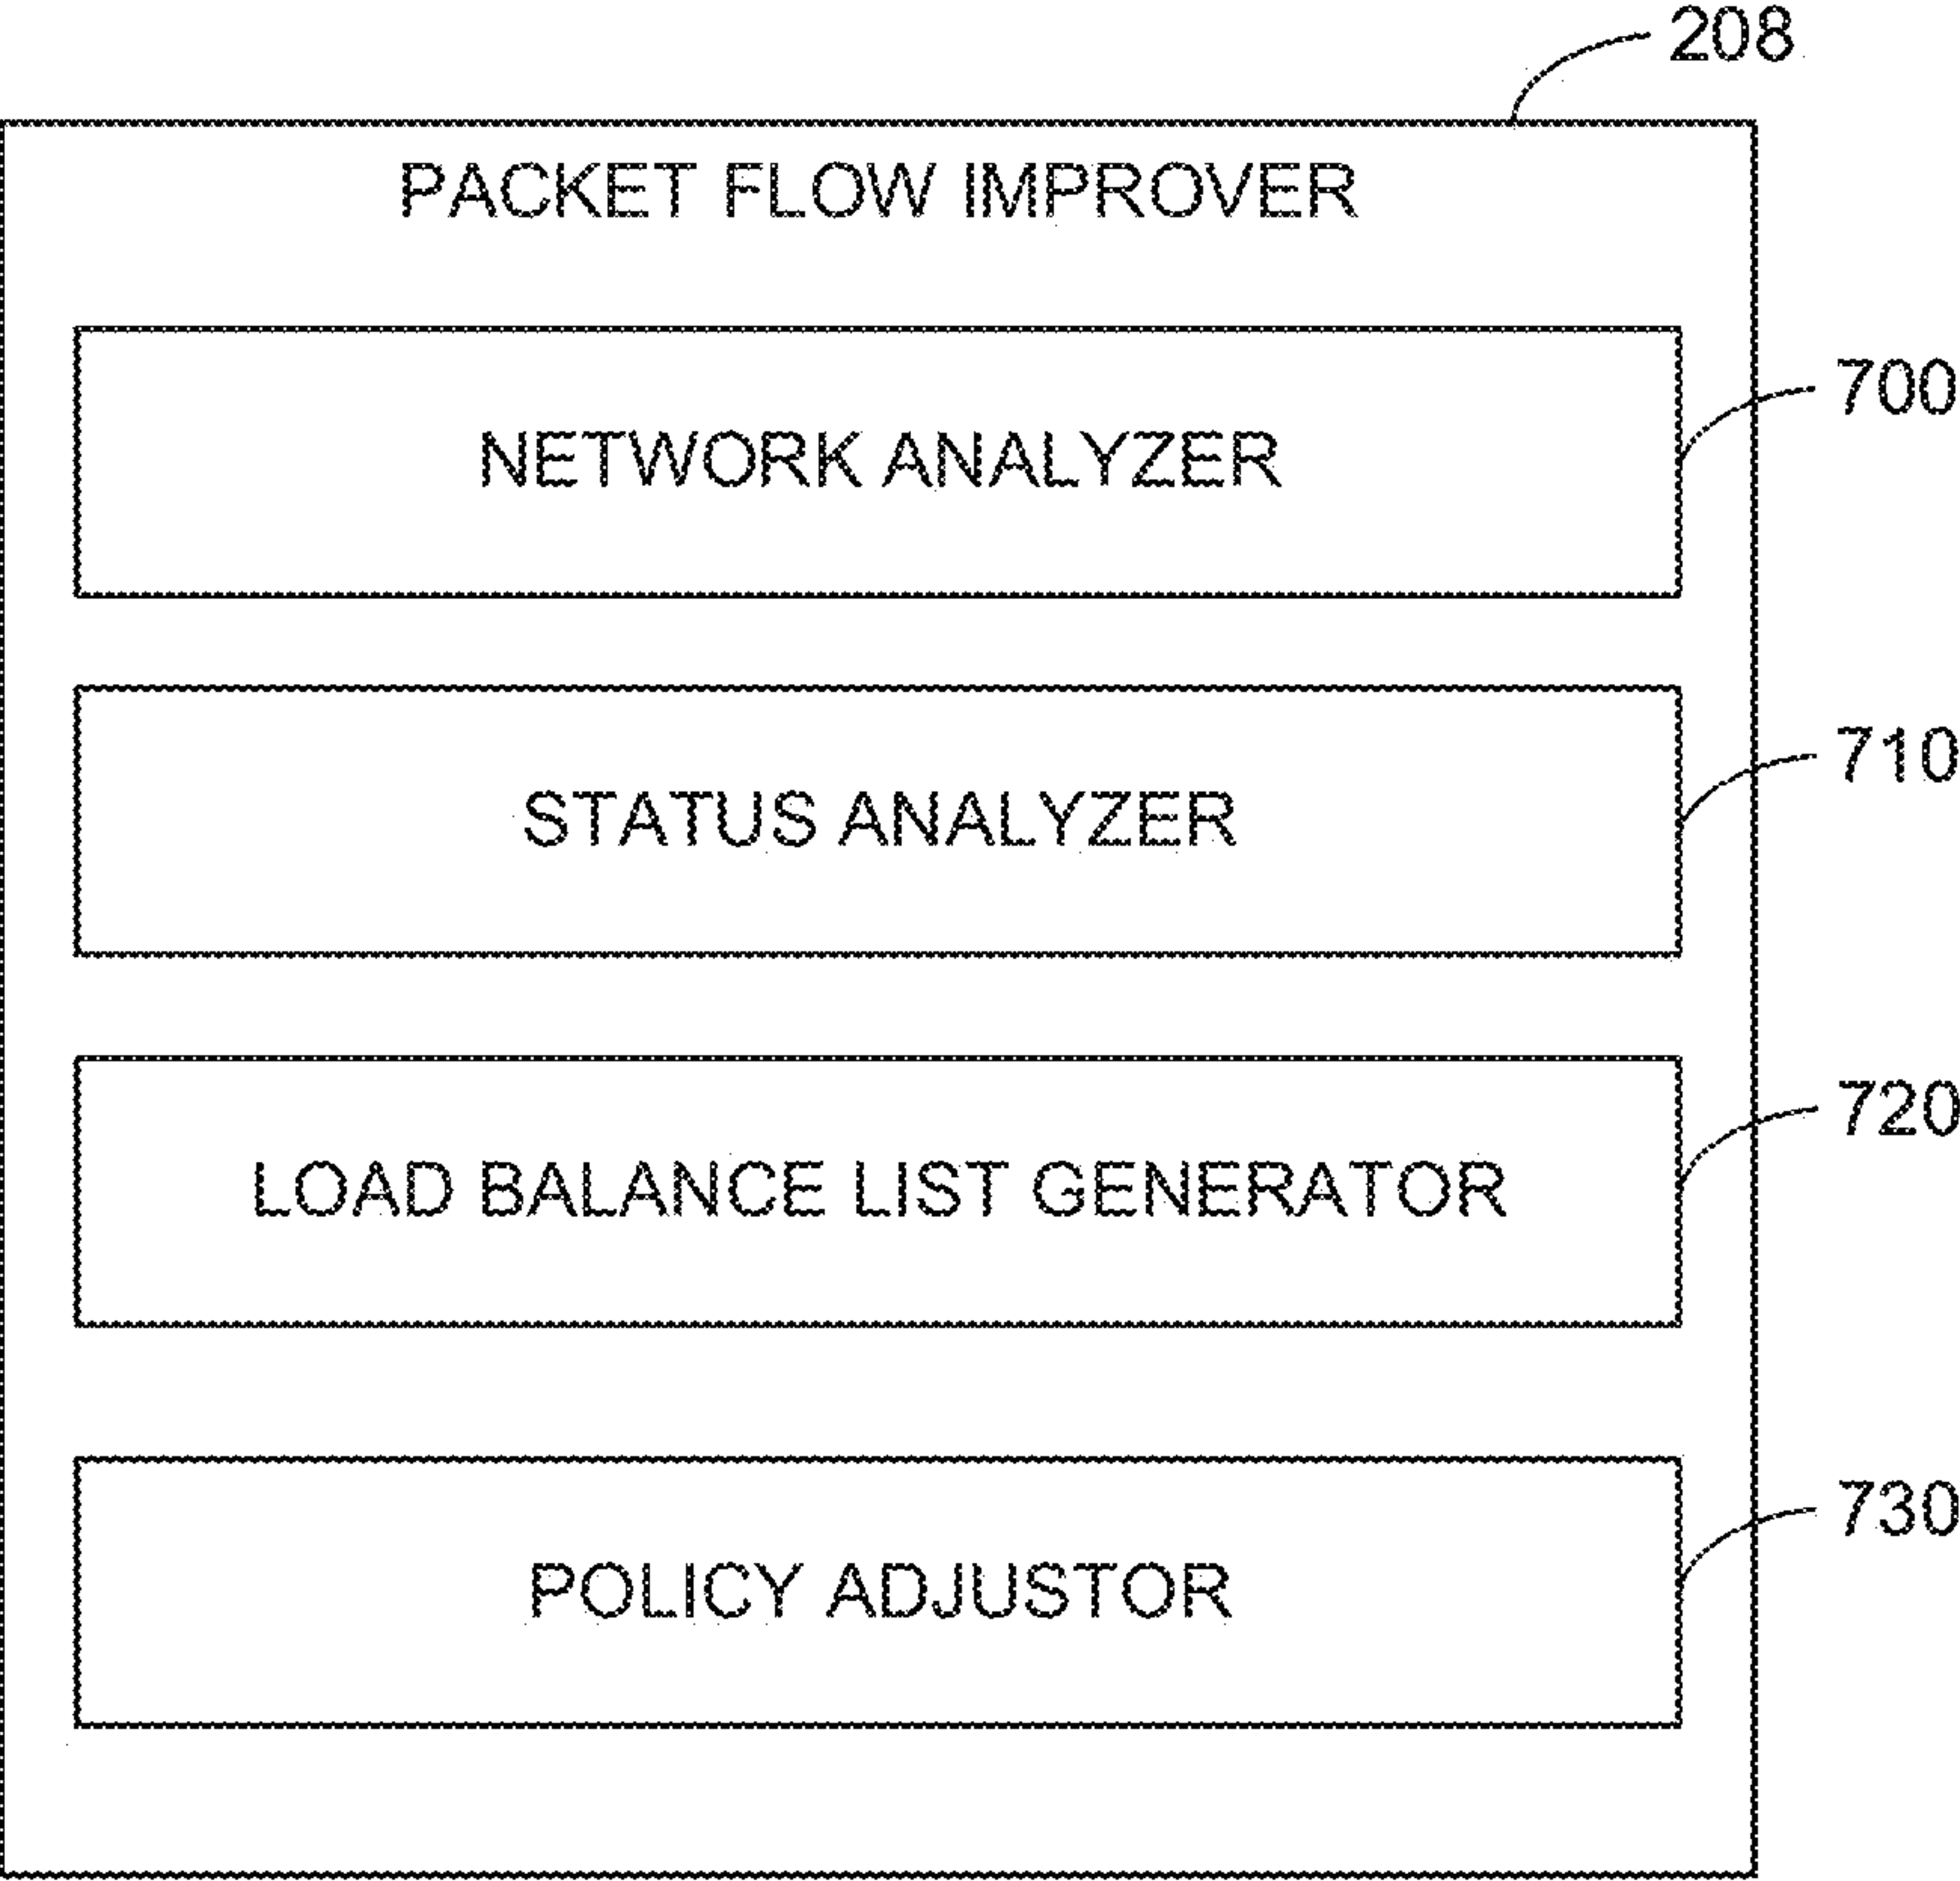 208
PACKET FLOW IMPROVER
NETWORK ANALYZER
700
STATUS ANALYZER
710
LOAD BALANCE LIST GENERATOR
720
POLICY ADJUSTOR
730